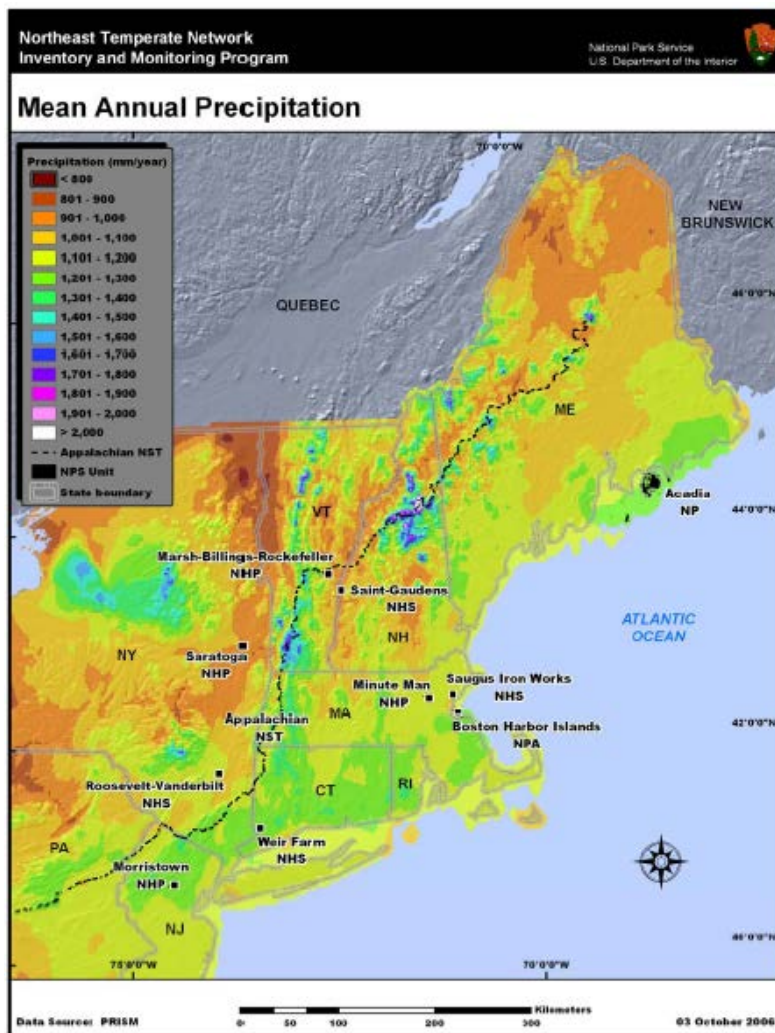 Northeast Temperate Network
Inventory and Monitoring Program
National Park Service
U.S. Department of the Interior
Mean Annual Precipitation
70°0'0"W
Precipitation (mm/year)
< 800
801 - 900
901 - 1,000
1,001 - 1,100
1,101 - 1,200
1,201 - 1,300
1,301 - 1,400
1,401 - 1,500
1,501 - 1,600
1,601 - 1,700
1,701 - 1,800
1,801 - 1,900
1,901 - 2,000
> 2,000
Appalachian NST
NPS Unit
State boundary
NEW
BRUNSWICK
QUEBEC
46°0'0"N
ME
Acadia
NP
44°0'0"N
VT
Marsh-Billings-Rockefeller
NHP
Saint-Gaudens
NHS
ATLANTIC
OCEAN
NY
NH
Saratoga
NHP
Minute Man
NHP
Saugus Iron Works
NHS
MA
Boston Harbor Islands
NPA
42°0'0"N
Appalachian
NST
Roosevelt-Vanderbilt
NHS
CT
RI
PA
Weir Farm
NHS
Morristown
NHP
NJ
75°0'0"W
70°0'0"W
Data Source: PRISM
Kilometers
0 50 100 200 300
03 October 2006